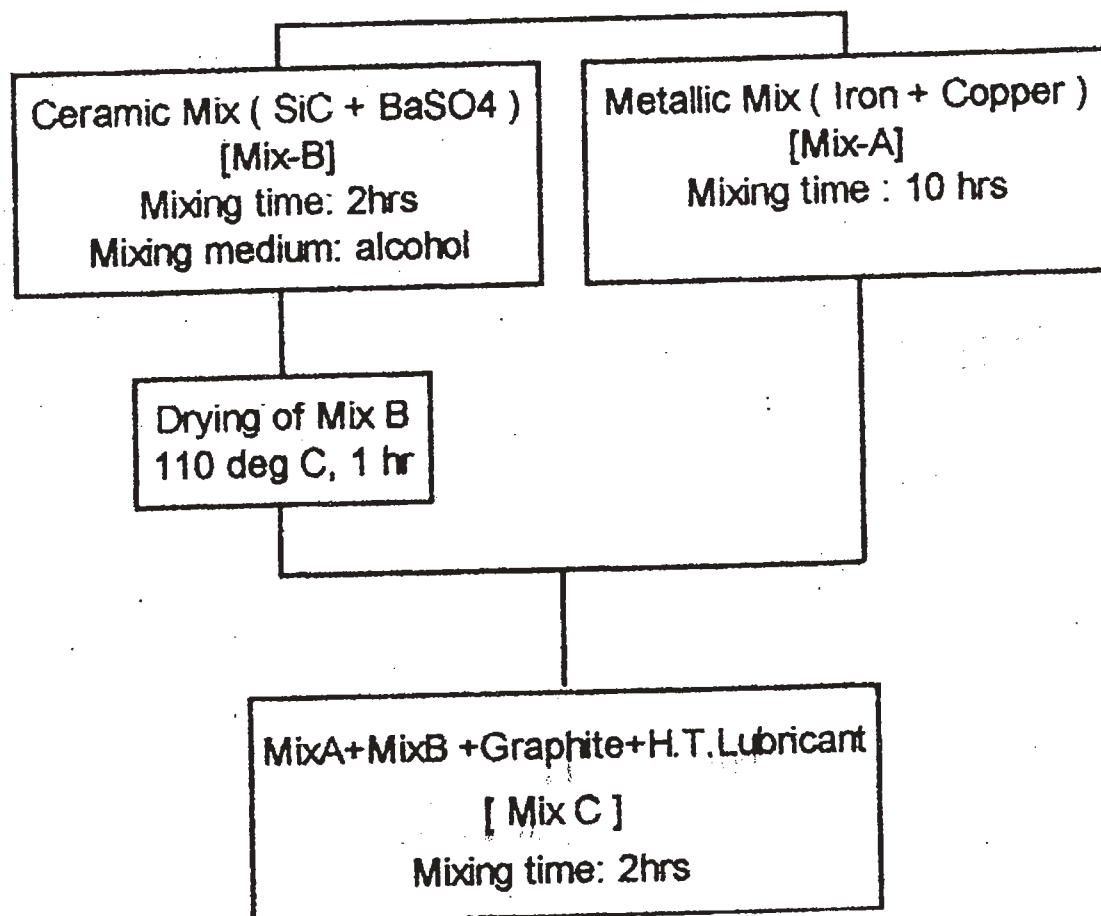 Ceramic Mix ( SiC + BaSO4 )
[Mix-B]
Mixing time: 2hrs
Mixing medium: alcohol
Metallic Mix ( Iron + Copper )
[Mix-A]
Mixing time : 10 hrs
Drying of Mix B
110 deg C, 1 hr
MixA+MixB +Graphite+H.T.Lubricant
[ Mix C ]
Mixing time: 2hrs